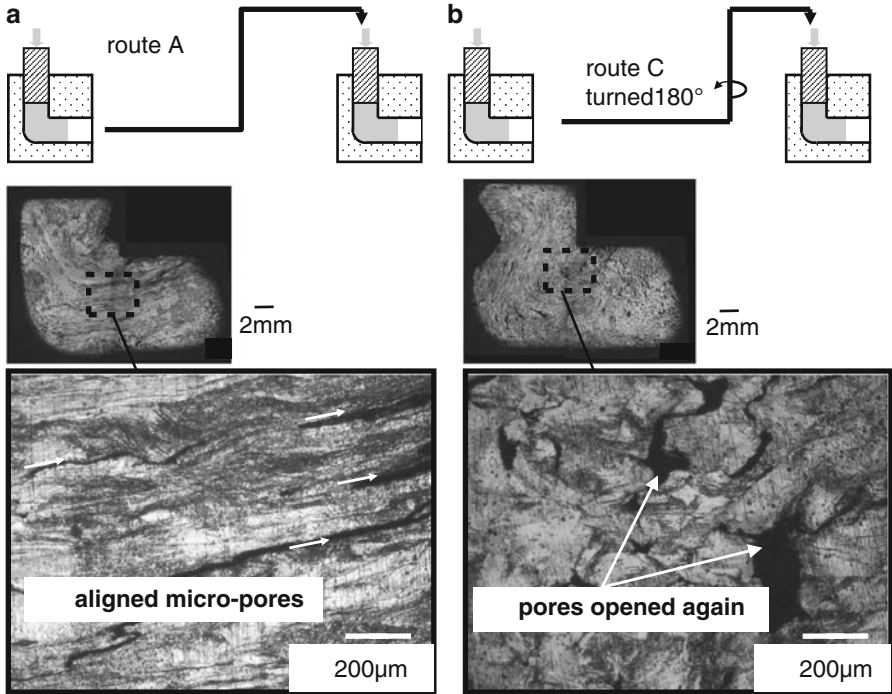 a
route A
b
route C
turned180°
2mm
2mm
aligned micro-pores
200µm
pores opened again
200µm